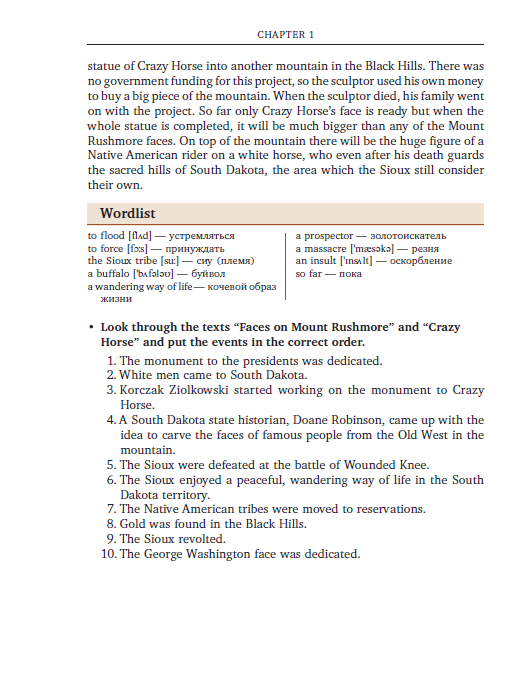 CHAPTER 1
statue of Crazy Horse into another mountain in the Black Hills. There was
no government funding for this project, so the sculptor used his own money
to buy a big piece of the mountain. When the sculptor died, his family went
on with the project. So far only Crazy Horse's face is ready but when the
whole statue is completed, it will be much bigger than any of the Mount
Rushmore faces. On top of the mountain there will be the huge figure of a
Native American rider on a white horse, who even after his death guards
the sacred hills of South Dakota, the area which the Sioux still consider
their own.
Wordlist
to flood [flʌd] — устремляться
to force [fɔːs] — принуждать
the Sioux tribe [suː] — сиу (племя)
a buffalo [ˈbʌfələʊ] — буйвол
a wandering way of life — кочевой образ
жизни
a prospector — золотоискатель
a massacre [ˈmæsəkə] — резня
an insult [ˈɪnsʌlt] — оскорбление
so far — пока
• Look through the texts “Faces on Mount Rushmore” and “Crazy
Horse” and put the events in the correct order.
1. The monument to the presidents was dedicated.
2. White men came to South Dakota.
3. Korczak Ziolkowski started working on the monument to Crazy
Horse.
4. A South Dakota state historian, Doane Robinson, came up with the
idea to carve the faces of famous people from the Old West in the
mountain.
5. The Sioux were defeated at the battle of Wounded Knee.
6. The Sioux enjoyed a peaceful, wandering way of life in the South
Dakota territory.
7. The Native American tribes were moved to reservations.
8. Gold was found in the Black Hills.
9. The Sioux revolted.
10. The George Washington face was dedicated.